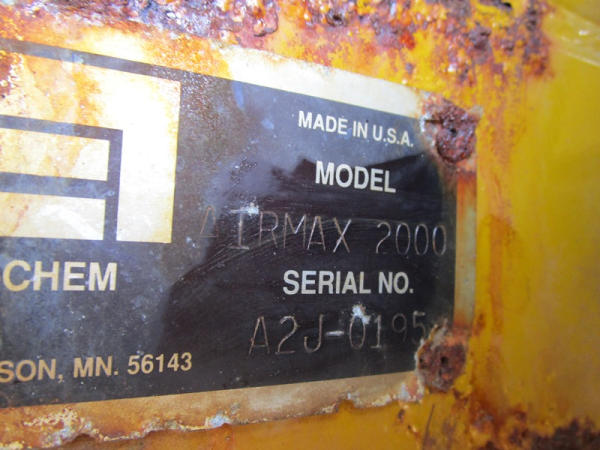 MADE IN U.S.A.
MODEL
AIRMAX 2000
CHEM
SERIAL NO.
A2J-0195
SON, MN. 56143